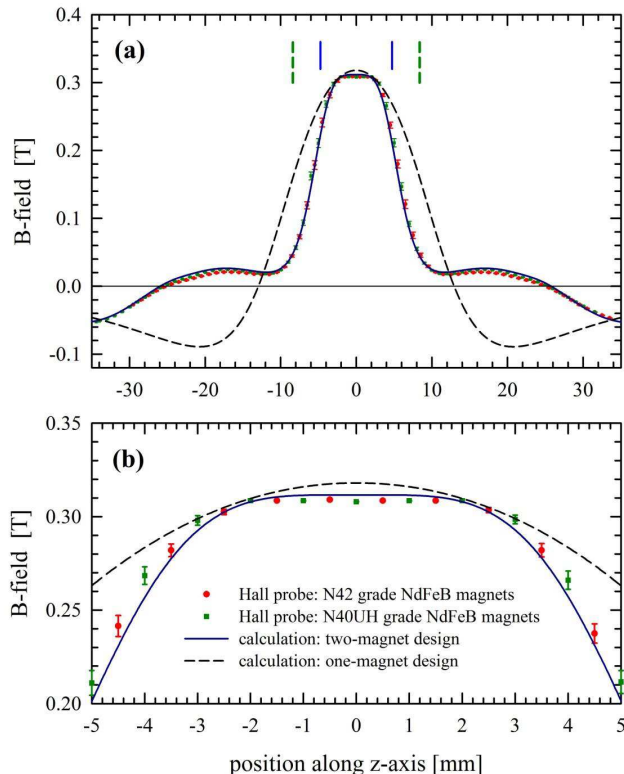 (a)
B-field [T]
0.4
0.3
0.2
0.1
0.0
-0.1
-30 -20 -10 0 10 20 30
(b)
B-field [T]
0.35
0.30
0.25
0.20
Hall probe: N42 grade NdFeB magnets
Hall probe: N40UH grade NdFeB magnets
calculation: two-magnet design
calculation: one-magnet design
-5 -4 -3 -2 -1 0 1 2 3 4 5
position along z-axis [mm]